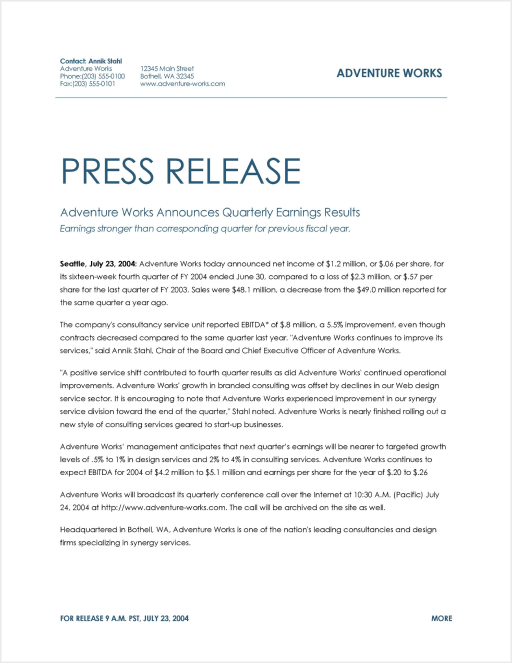 Contact: Annik Stahl
Adventure Works
Phone:(203) 555-0100
Fax:(203) 555-0101
12345 Main Street
Bothell, WA 32345
www.adventure-works.com
ADVENTURE WORKS
PRESS RELEASE
Adventure Works Announces Quarterly Earnings Results
Earnings stronger than corresponding quarter for previous fiscal year.
Seattle, July 23, 2004: Adventure Works today announced net income of $1.2 million, or $.06 per share, for
its sixteen-week fourth quarter of FY 2004 ended June 30, compared to a loss of $2.3 million, or $.57 per
share for the last quarter of FY 2003. Sales were $48.1 million, a decrease from the $49.0 million reported for
the same quarter a year ago.
The company's consultancy service unit reported EBITDA* of $.8 million, a 5.5% improvement, even though
contracts decreased compared to the same quarter last year. "Adventure Works continues to improve its
services," said Annik Stahl, Chair of the Board and Chief Executive Officer of Adventure Works.
"A positive service shift contributed to fourth quarter results as did Adventure Works' continued operational
improvements. Adventure Works' growth in branded consulting was offset by declines in our Web design
service sector. It is encouraging to note that Adventure Works experienced improvement in our synergy
service division toward the end of the quarter," Stahl noted. Adventure Works is nearly finished rolling out a
new style of consulting services geared to start-up businesses.
Adventure Works' management anticipates that next quarter's earnings will be nearer to targeted growth
levels of .5% to 1% in design services and 2% to 4% in consulting services. Adventure Works continues to
expect EBITDA for 2004 of $4.2 million to $5.1 million and earnings per share for the year of $.20 to $.26
Adventure Works will broadcast its quarterly conference call over the Internet at 10:30 A.M. (Pacific) July
24, 2004 at http://www.adventure-works.com. The call will be archived on the site as well.
Headquartered in Bothell, WA, Adventure Works is one of the nation's leading consultancies and design
firms specializing in synergy services.
FOR RELEASE 9 A.M. PST, JULY 23, 2004
MORE